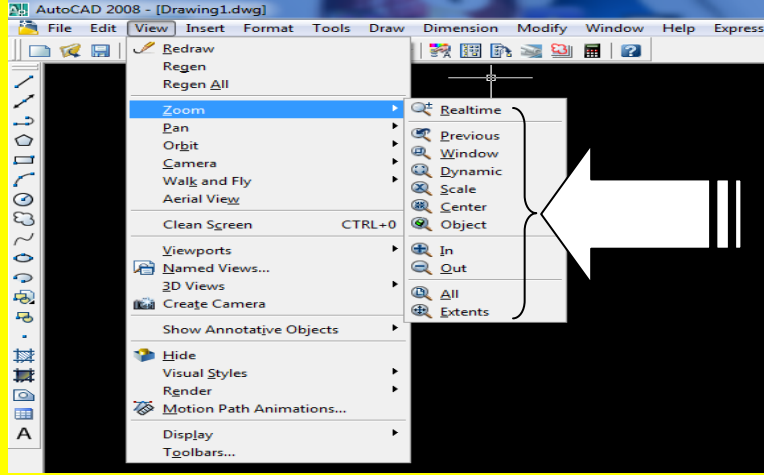 AutoCAD 2008 - [Drawing1.dwg]
File Edit View Insert Format Tools Draw Dimension Modify Window Help Express
Redraw
Regen
Regen All
Zoom
Pan
Orbit
Camera
Walk and Fly
Aerial View
Clean Screen CTRL+0
Viewports
Named Views...
3D Views
Create Camera
Show Annotative Objects
Hide
Visual Styles
Render
Motion Path Animations...
Display
Toolbars...
Realtime
Previous
Window
Dynamic
Scale
Center
Object
In
Out
All
Extents
A